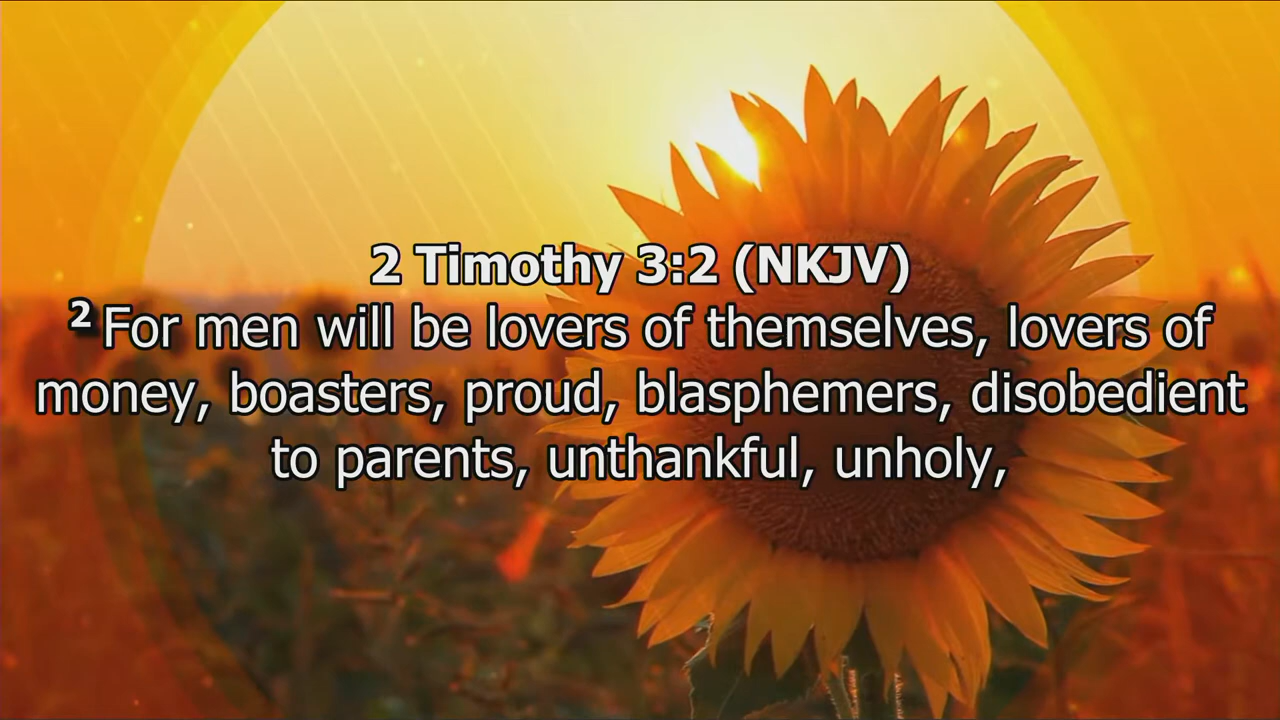 2 Timothy 3:2 (NKJV)
2 For men will be lovers of themselves, lovers of
money, boasters, proud, blasphemers, disobedient
to parents, unthankful, unholy,